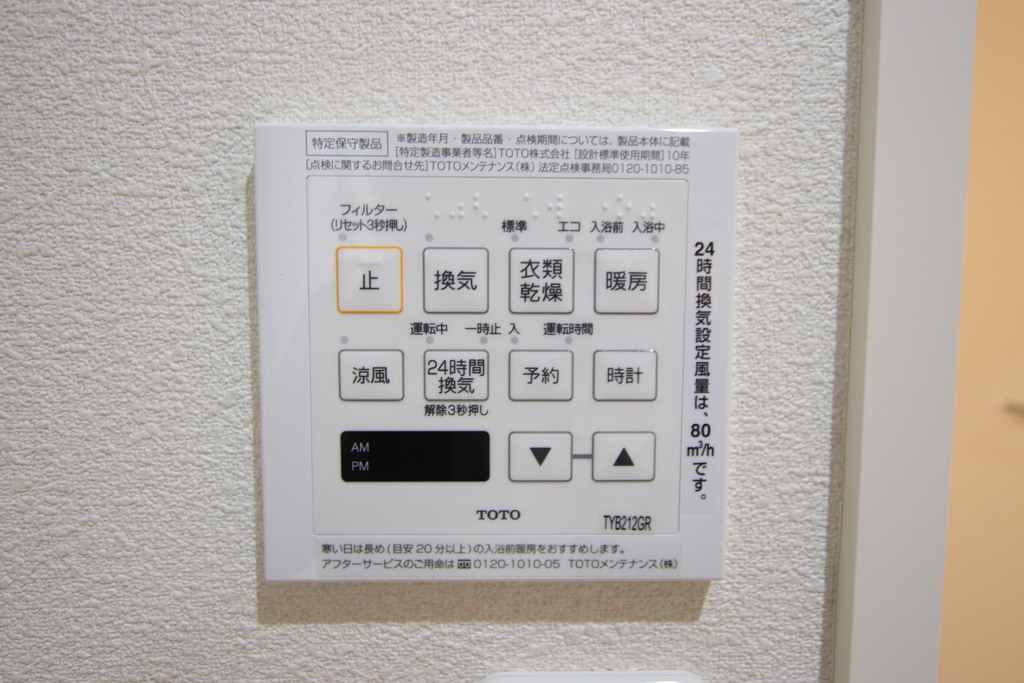 特定保守製品
※製造年月・製品品番・点検期間については、製品本体に記載
[特定製造事業者等名]TOTO株式会社 [設計標準使用期間]10年
[点検に関するお問合せ先]TOTOメンテナンス(株) 法定点検事務局0120-1010-85
フィルター
(リセット3秒押し)
標準 エコ 入浴前 入浴中
止 換気 衣類乾燥 暖房
運転中 一時止 入 運転時間
涼風 24時間換気 予約 時計
解除3秒押し
AM
PM
▼ ▲
TOTO
TYB212GR
24時間換気設定風量は、80m³/hです。
寒い日は長め(目安20分以上)の入浴前暖房をおすすめします。
アフターサービスのご用命は 0120-1010-05 TOTOメンテナンス(株)